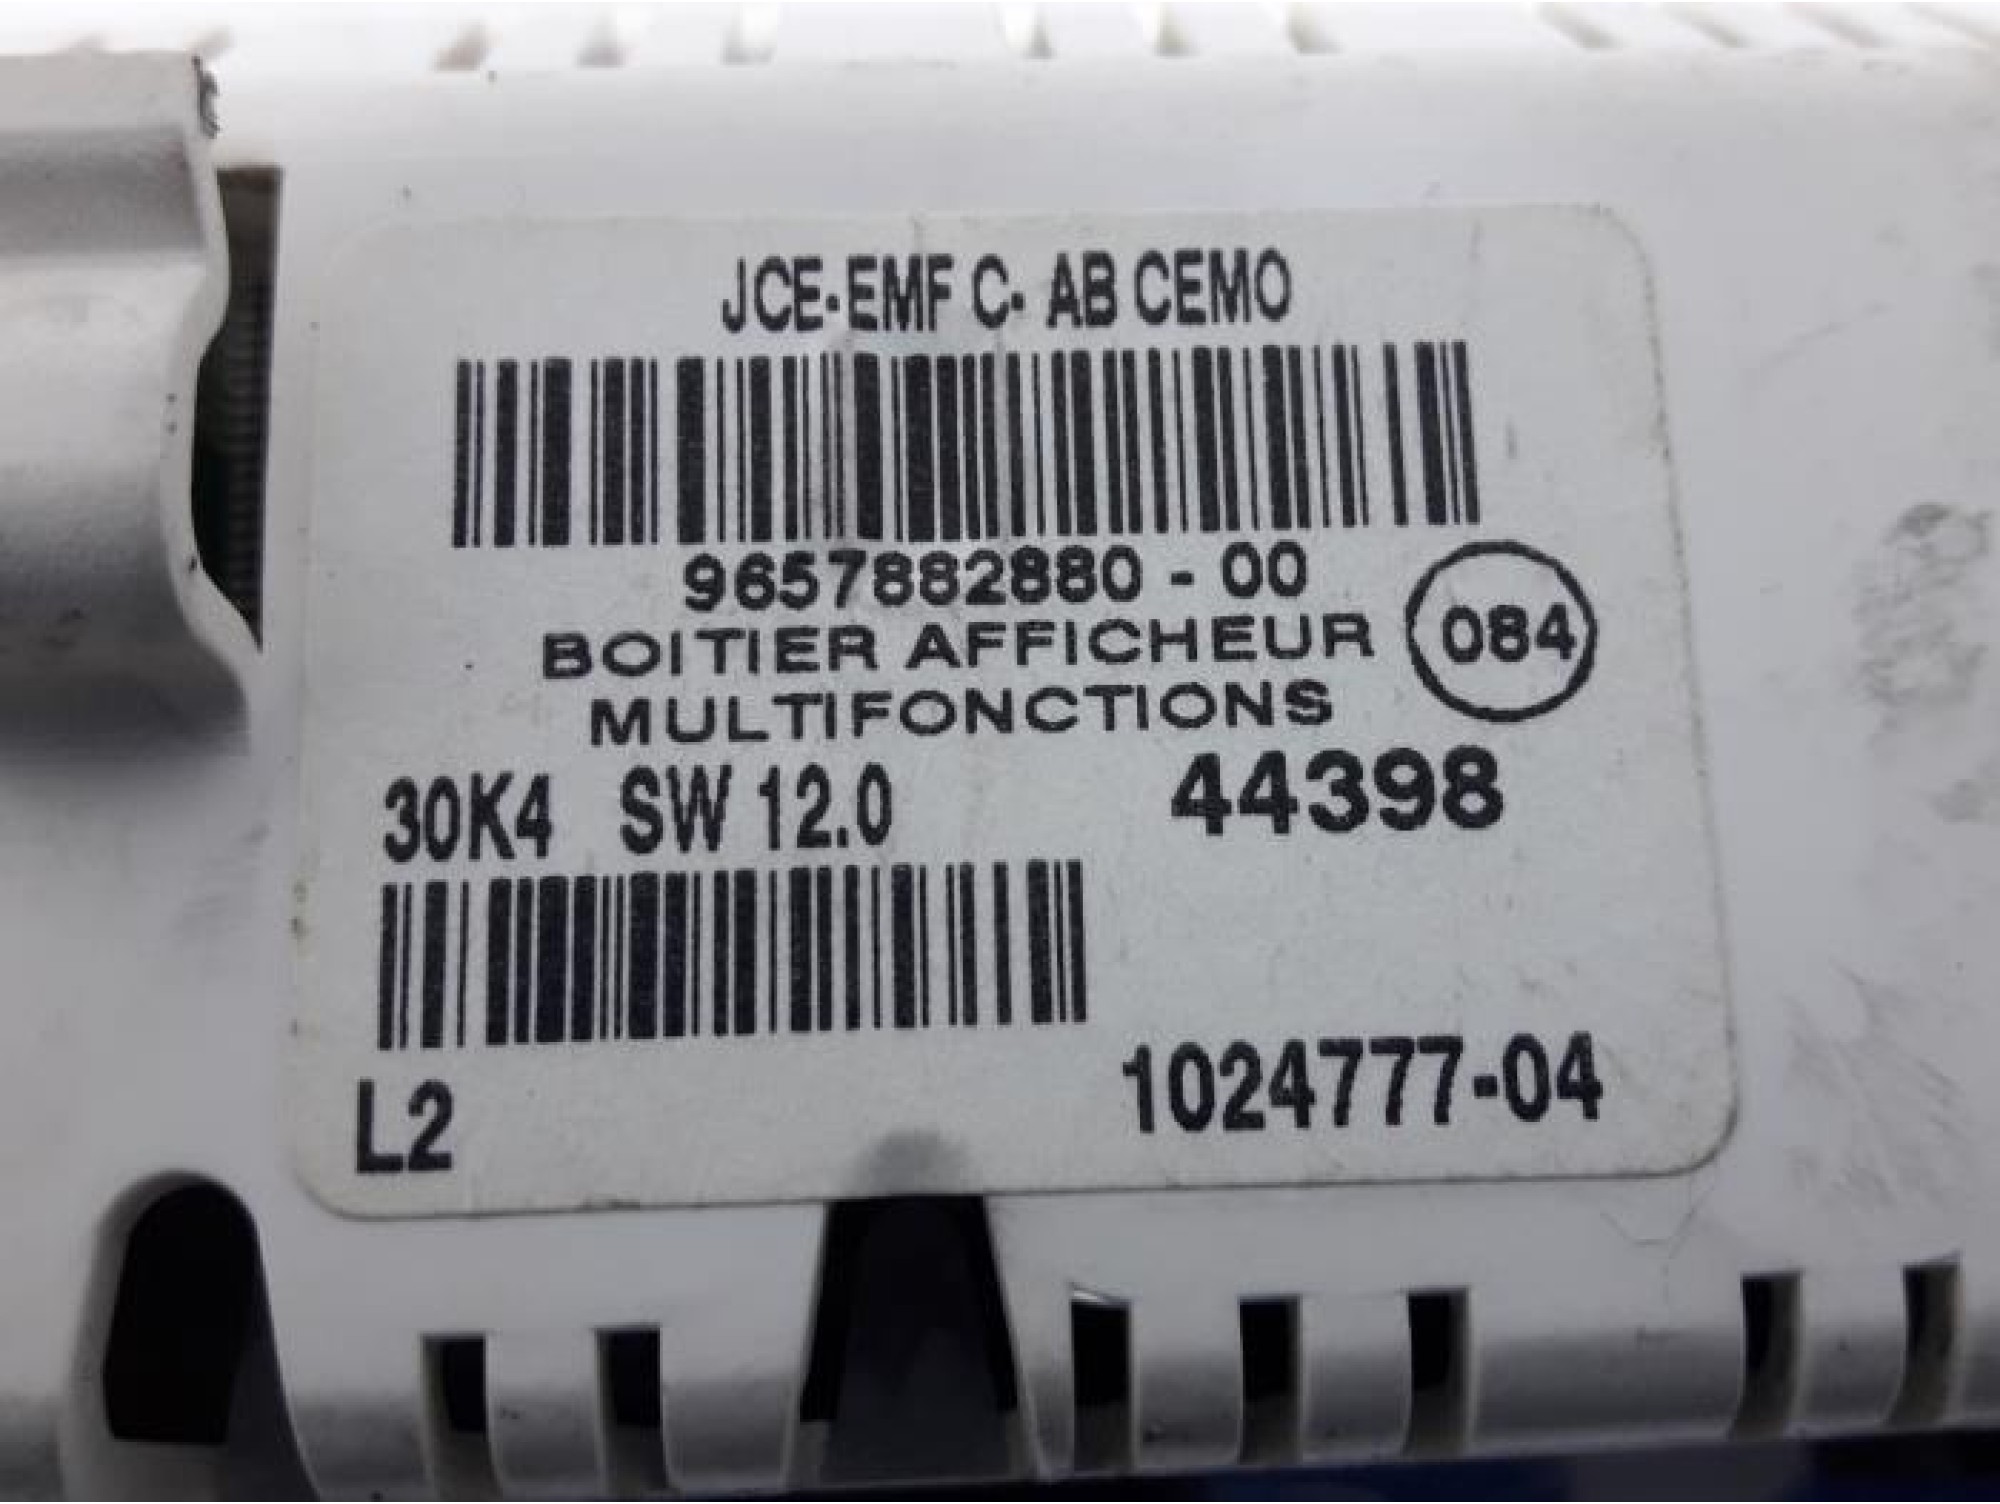 JCE-EMF C- AB CEMO
9657882880 - 00
BOITIER AFFICHEUR
MULTIFONCTIONS
084
30K4 SW 12.0
44398
L2
1024777-04